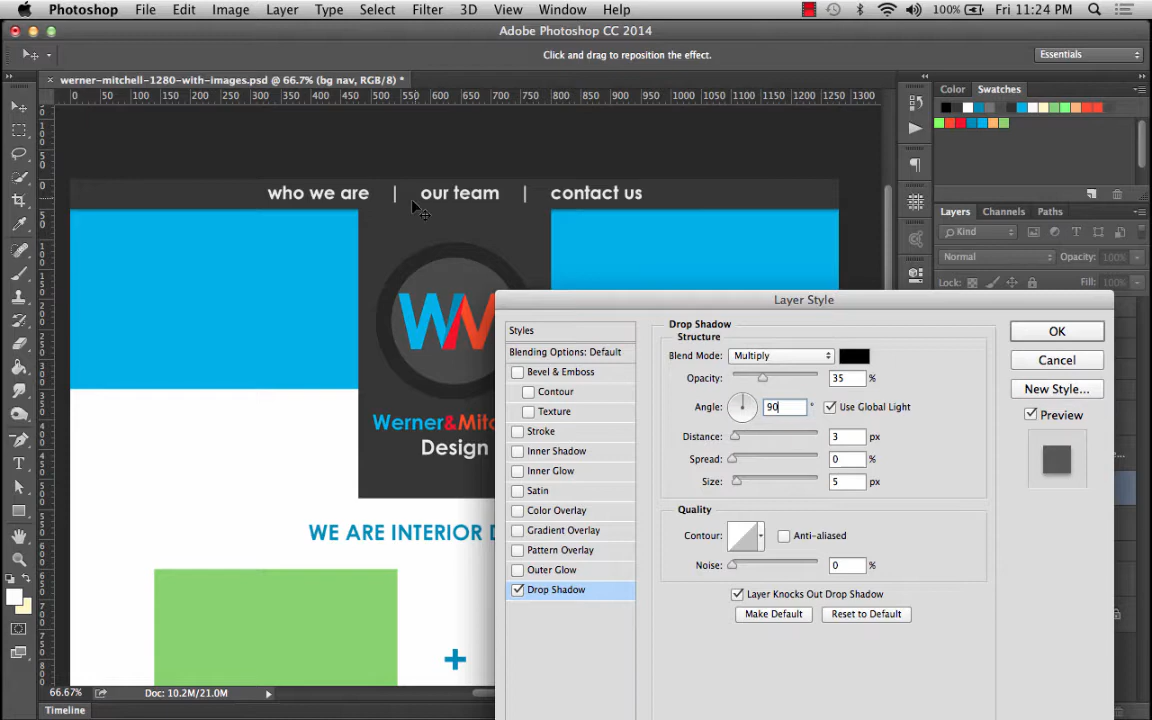 Photoshop File Edit Image Layer Type Select Filter 3D View Window Help 100% Fri 11:24 AM
Adobe Photoshop CC 2014
Click and drag to reposition the effect.
Essentials
werner-mitchell-1280-with-images.psd @ 66.7% (bg nav, RGB/8) *
0 50 100 150 200 250 300 350 400 450 500 550 600 650 700 750 800 850 900 950 1000 1050 1100 1150 1200 1250 1300
Color Swatches
who we are | our team | contact us
Layers Channels Paths
Kind
Normal Opacity: 100%
Lock: Fill: 100%
WM
Werner&Mitc
Design
WE ARE INTERIOR D
+
Layer Style
Styles
Blending Options: Default
Bevel & Emboss
Contour
Texture
Stroke
Inner Shadow
Inner Glow
Satin
Color Overlay
Gradient Overlay
Pattern Overlay
Outer Glow
Drop Shadow
Drop Shadow
Structure
Blend Mode: Multiply
Opacity: 35 %
Angle: 90 ° Use Global Light
Distance: 3 px
Spread: 0 %
Size: 5 px
Quality
Contour: Anti-aliased
Noise: 0 %
Layer Knocks Out Drop Shadow
Make Default Reset to Default
OK
Cancel
New Style...
Preview
66.67% Doc: 10.2M/21.0M
Timeline